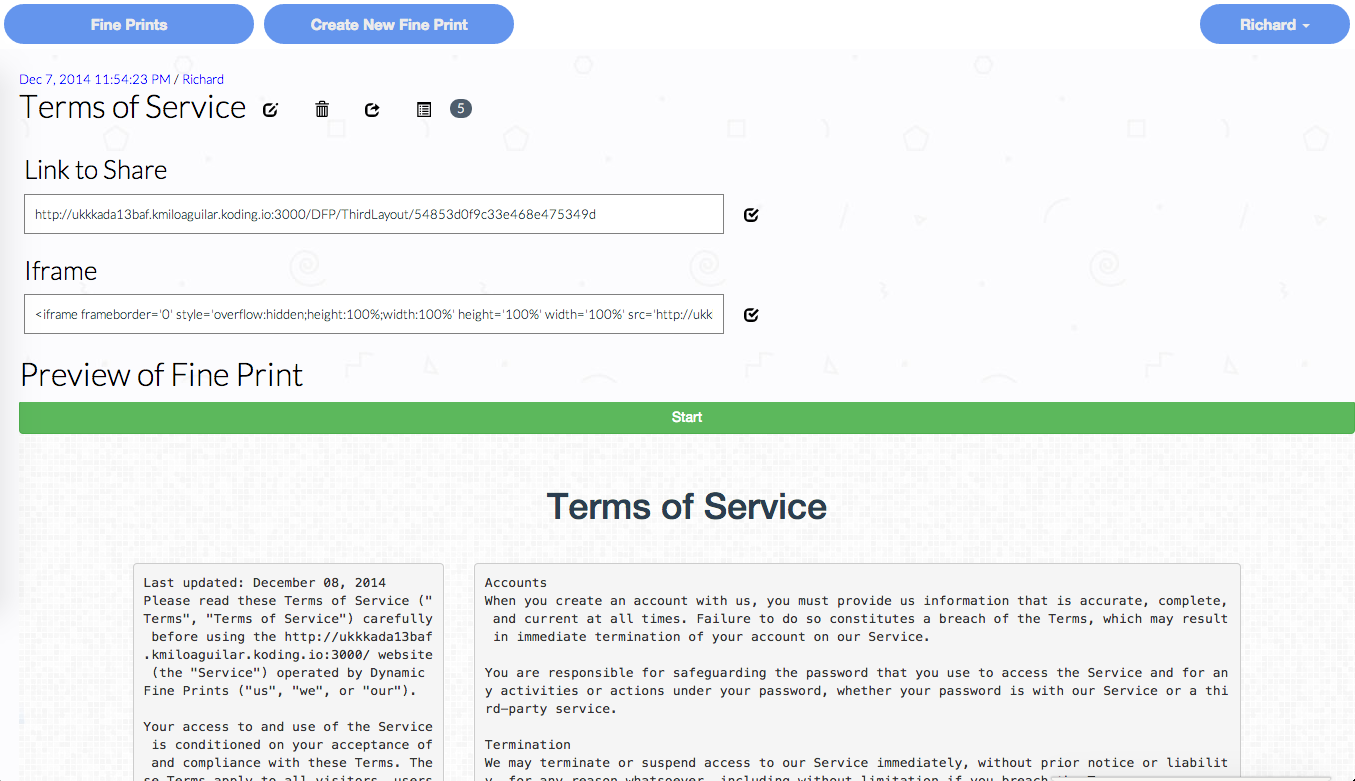 Fine Prints
Create New Fine Print
Richard
Dec 7, 2014 11:54:23 PM / Richard
Terms of Service
5
Link to Share
http://ukkkada13baf.kmiloaguilar.koding.io:3000/DFP/ThirdLayout/54853d0f9c33e468e475349d
Iframe
<iframe frameborder='0' style='overflow:hidden;height:100%;width:100%' height='100%' width='100%' src='http://ukk
Preview of Fine Print
Start
Terms of Service
Last updated: December 08, 2014
Please read these Terms of Service ("
Terms", "Terms of Service") carefully
before using the http://ukkkada13baf
.kmiloaguilar.koding.io:3000/ website
(the "Service") operated by Dynamic
Fine Prints ("us", "we", or "our").
Your access to and use of the Service
is conditioned on your acceptance of
and compliance with these Terms. The
se Terms apply to all visitors, users
Accounts
When you create an account with us, you must provide us information that is accurate, complete,
and current at all times. Failure to do so constitutes a breach of the Terms, which may result
in immediate termination of your account on our Service.
You are responsible for safeguarding the password that you use to access the Service and for an
y activities or actions under your password, whether your password is with our Service or a thi
rd-party service.
Termination
We may terminate or suspend access to our Service immediately, without prior notice or liabilit
y, for any reason whatsoever, including without limitation if you breach the Terms.